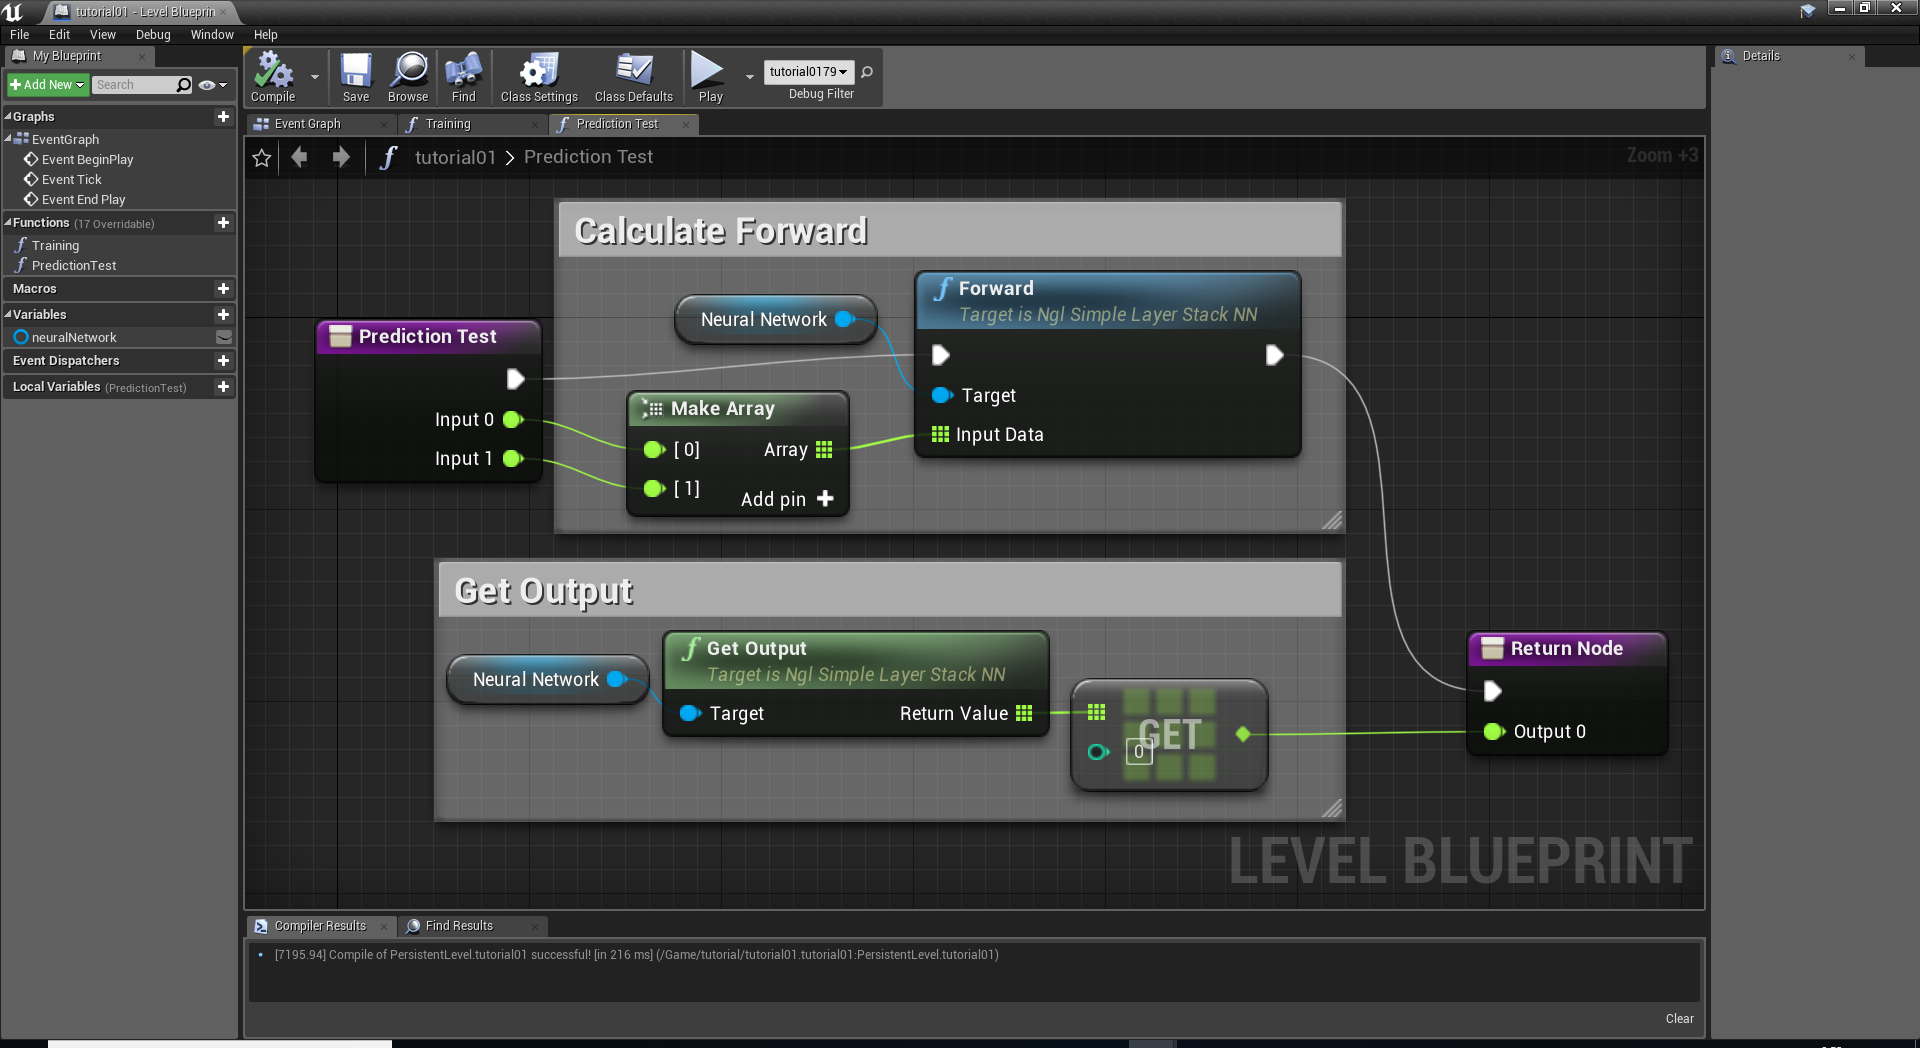 tutorial01 - Level Blueprin
File Edit View Debug Window Help
My Blueprint
Add New
Search
Graphs
EventGraph
Event BeginPlay
Event Tick
Event End Play
Functions (17 Overridable)
Training
PredictionTest
Macros
Variables
neuralNetwork
Event Dispatchers
Local Variables (PredictionTest)
Compile
Save
Browse
Find
Class Settings
Class Defaults
Play
tutorial0179
Debug Filter
Event Graph
Training
Prediction Test
tutorial01 > Prediction Test
Zoom +3
Calculate Forward
Prediction Test
Input 0
Input 1
Neural Network
Make Array
[ 0] Array
[ 1]
Add pin
Forward
Target is Ngl Simple Layer Stack NN
Target
Input Data
Get Output
Neural Network
Get Output
Target is Ngl Simple Layer Stack NN
Target Return Value
GET
0
Return Node
Output 0
LEVEL BLUEPRINT
Compiler Results
Find Results
[7195.94] Compile of PersistentLevel.tutorial01 successful! [in 216 ms] (/Game/tutorial/tutorial01.tutorial01:PersistentLevel.tutorial01)
Clear
Details